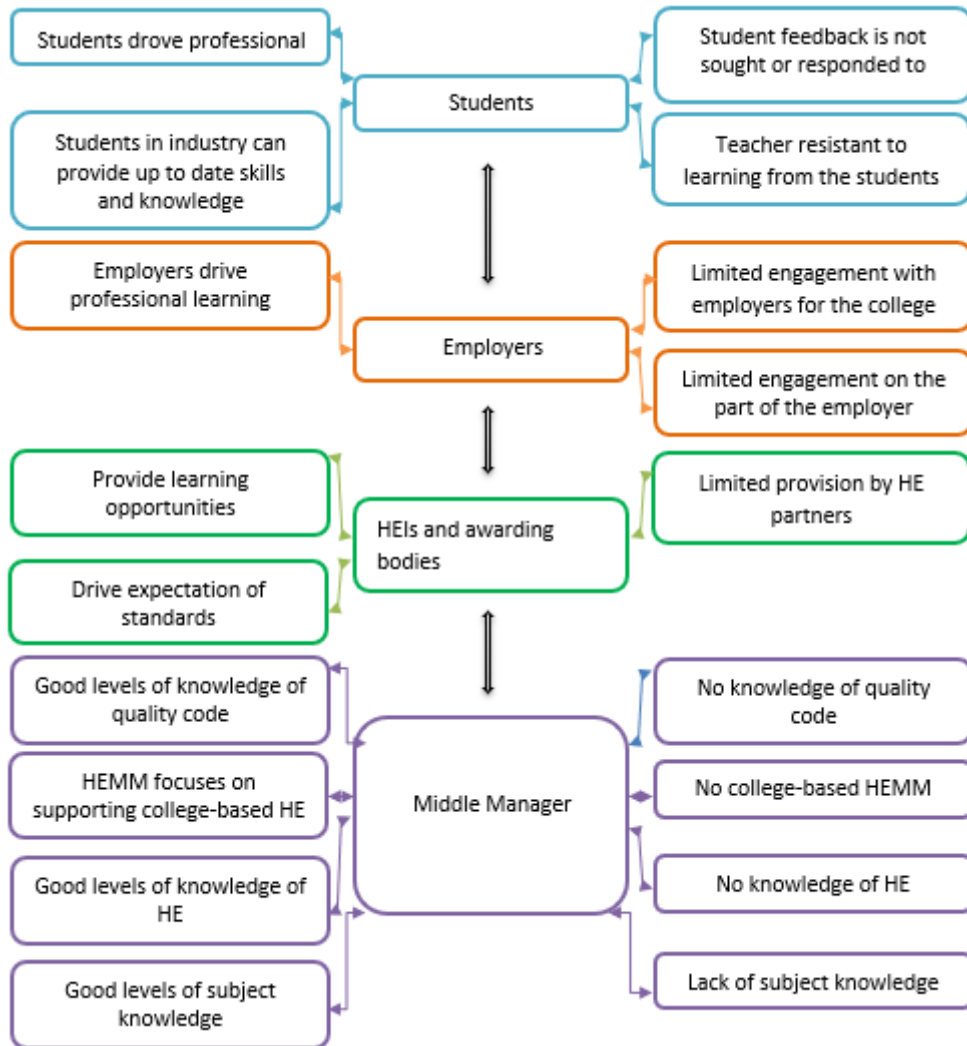 Students drove professional
Student feedback is not
sought or responded to
Students
Students in industry can
provide up to date skills
and knowledge
Teacher resistant to
learning from the students
Employers drive
professional learning
Limited engagement with
employers for the college
Employers
Limited engagement on the
part of the employer
Provide learning
opportunities
Limited provision by HE
partners
HEIs and awarding
bodies
Drive expectation of
standards
Good levels of knowledge of
quality code
No knowledge of quality
code
HEMM focuses on
supporting college-based HE
Middle Manager
No college-based HEMM
Good levels of knowledge of
HE
No knowledge of HE
Good levels of subject
knowledge
Lack of subject knowledge